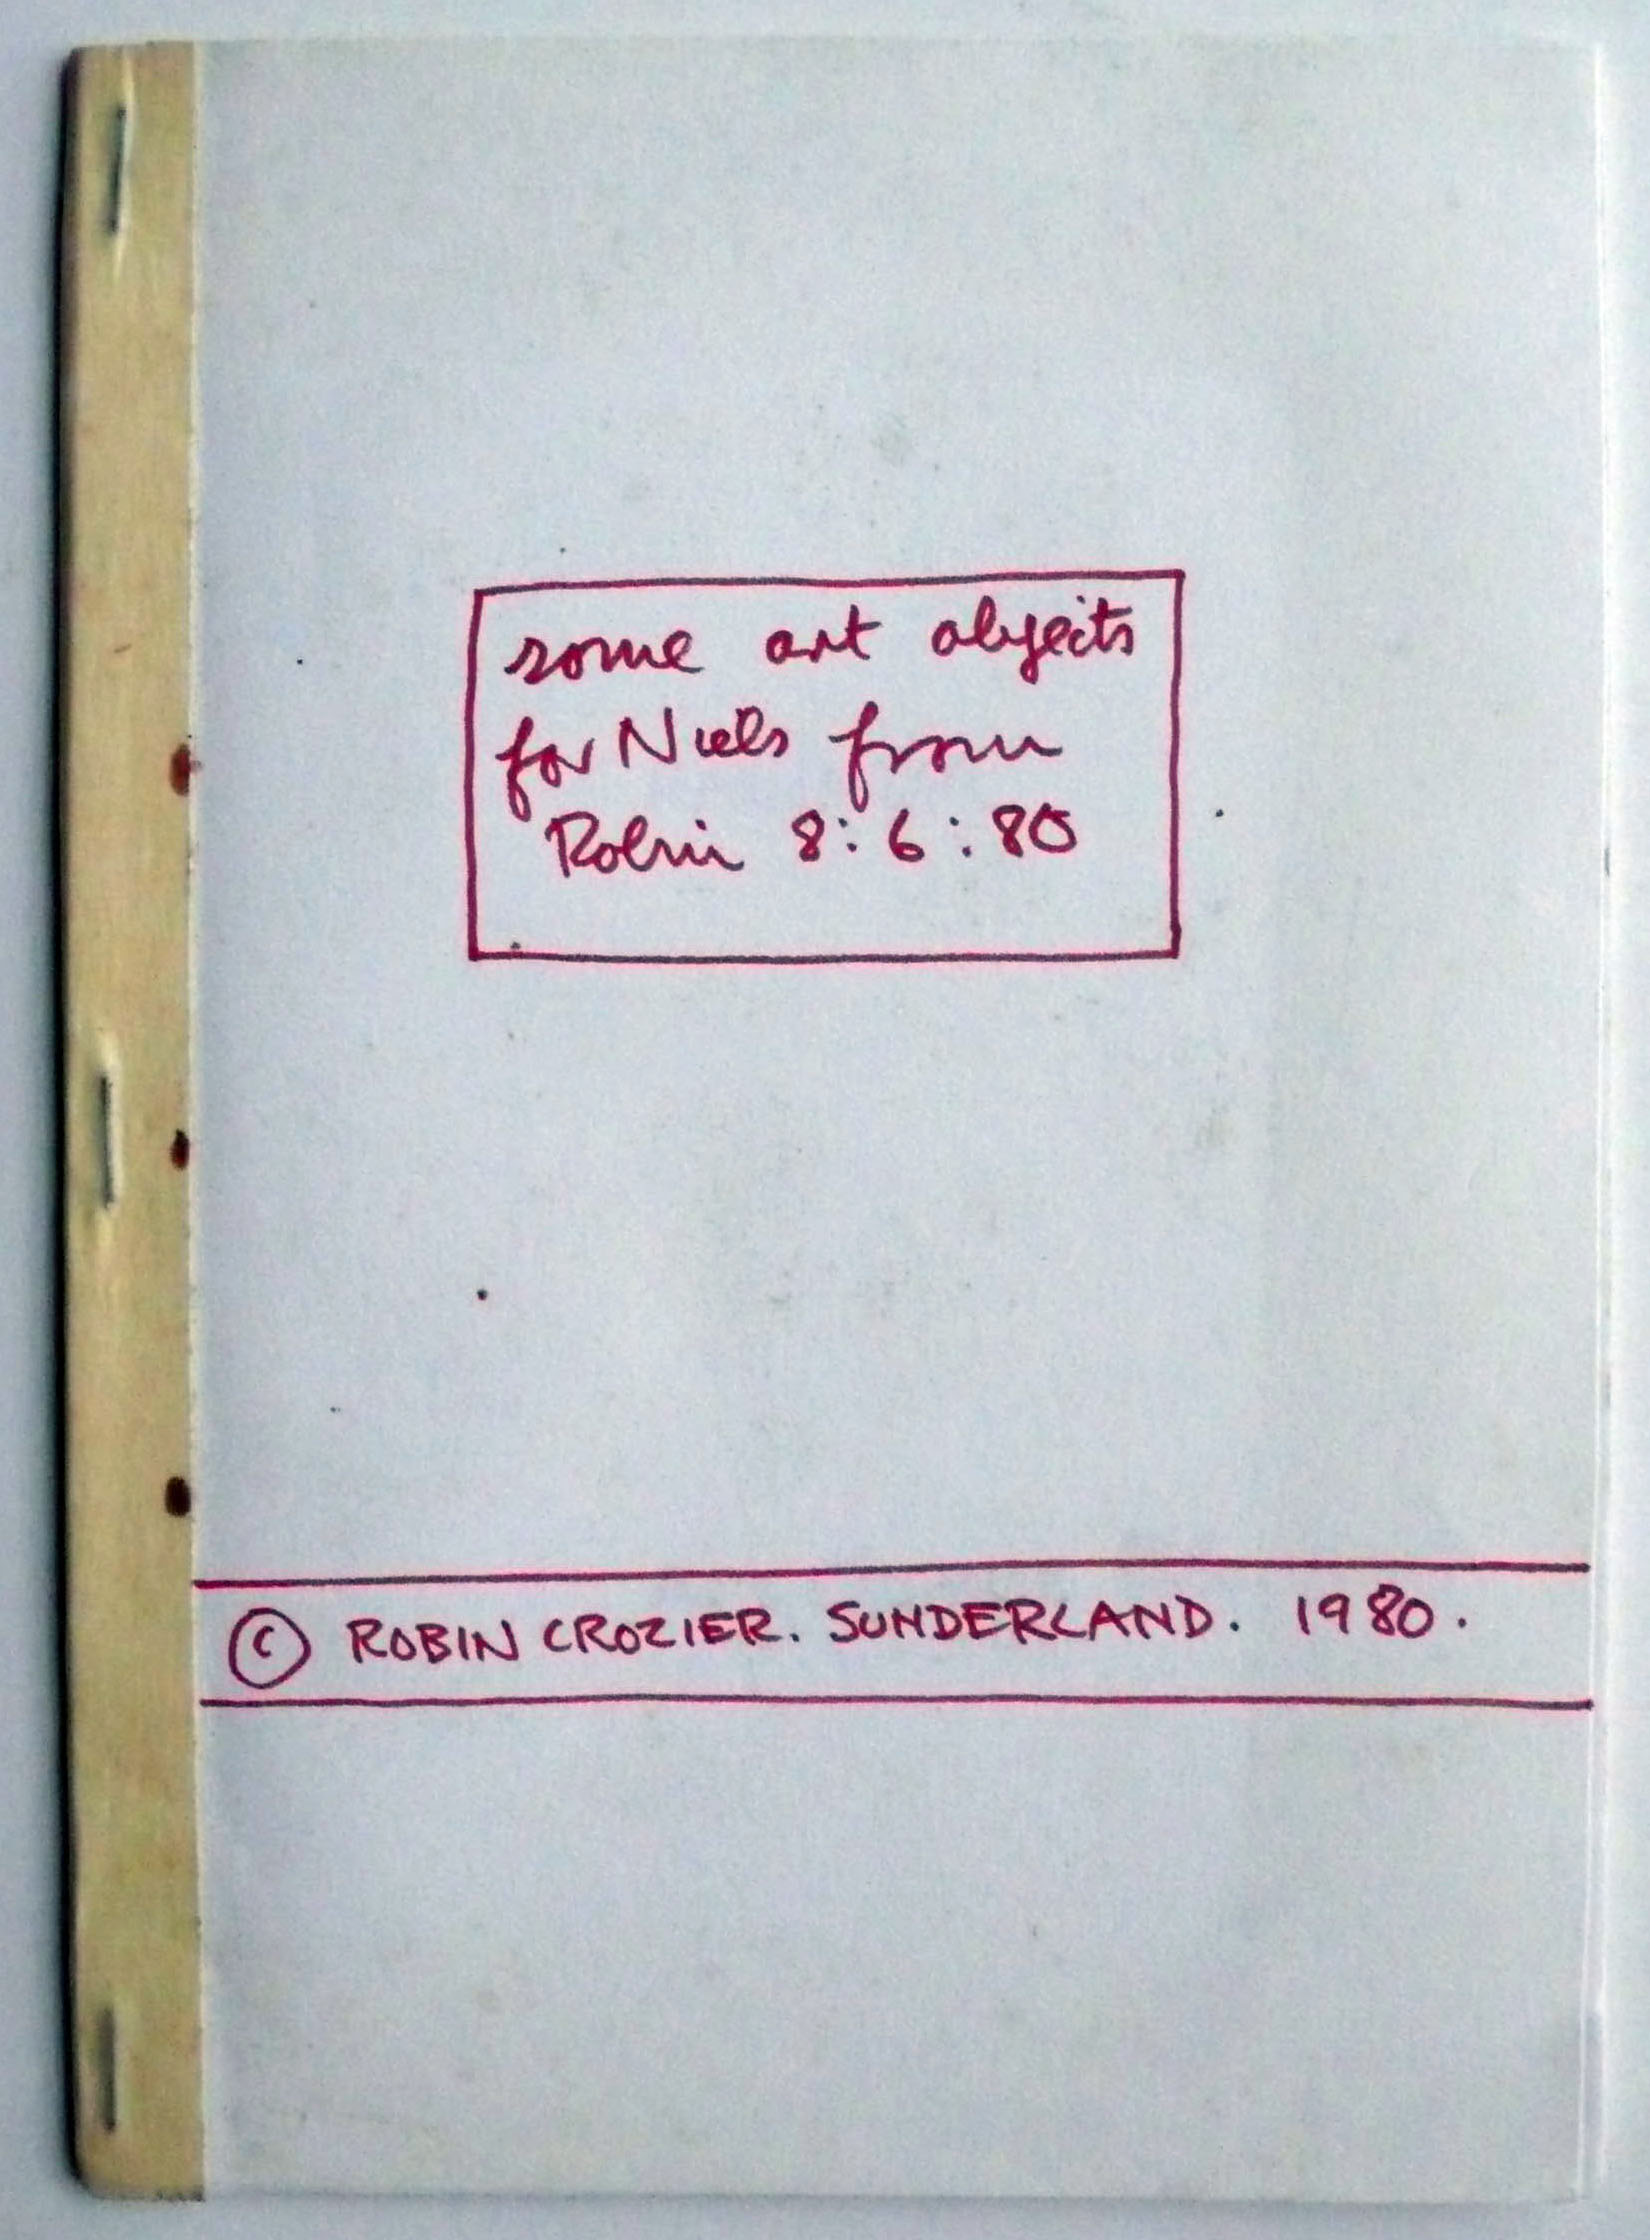 some art objects
for Niels from
Robin 8:6:80
© ROBIN CROZIER. SUNDERLAND. 1980.